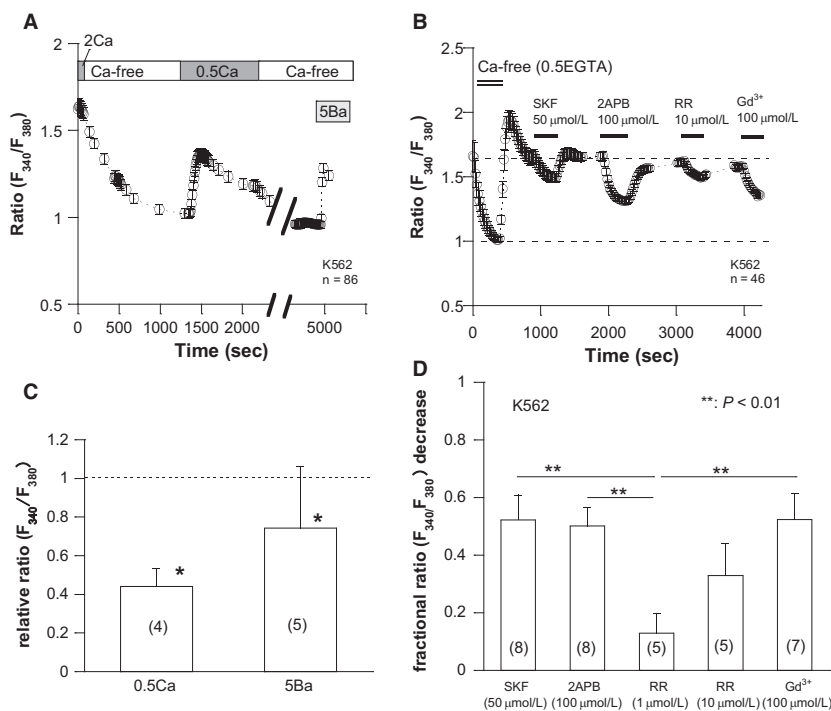 A
2Ca
Ca-free 0.5Ca Ca-free
5Ba
2
1.5
1
0.5
Ratio (F340/F380)
0 500 1000 1500 2000 5000
Time (sec)
K562
n = 86
B
Ca-free (0.5EGTA)
SKF
50 μmol/L
2APB
100 μmol/L
RR
10 μmol/L
Gd3+
100 μmol/L
2.5
2
1.5
1
0.5
Ratio (F340/F380)
0 1000 2000 3000 4000
Time (sec)
K562
n = 46
C
1.2
1
0.8
0.6
0.4
0.2
0
relative ratio (F340/F380)
*
*
(4)
(5)
0.5Ca 5Ba
D
K562
**: P < 0.01
1
0.8
0.6
0.4
0.2
0
fractional ratio (F340/F380) decrease
**
**
**
(8) (8) (5) (5) (7)
SKF 2APB RR RR Gd3+
(50 μmol/L) (100 μmol/L) (1 μmol/L) (10 μmol/L) (100 μmol/L)